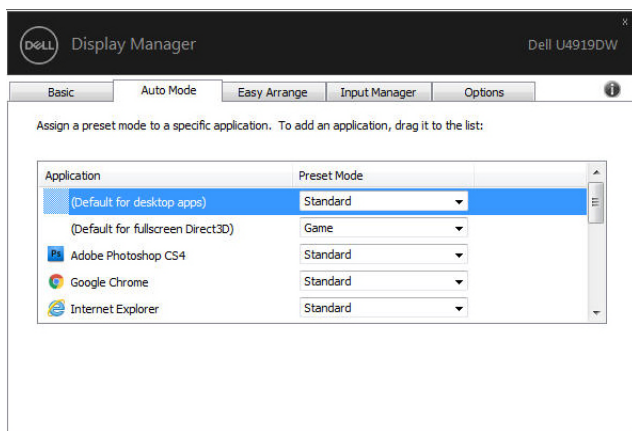 x
DELL Display Manager Dell U4919DW
Basic Auto Mode Easy Arrange Input Manager Options i
Assign a preset mode to a specific application. To add an application, drag it to the list:
Application Preset Mode
(Default for desktop apps) Standard
(Default for fullscreen Direct3D) Game
Ps Adobe Photoshop CS4 Standard
Google Chrome Standard
Internet Explorer Standard